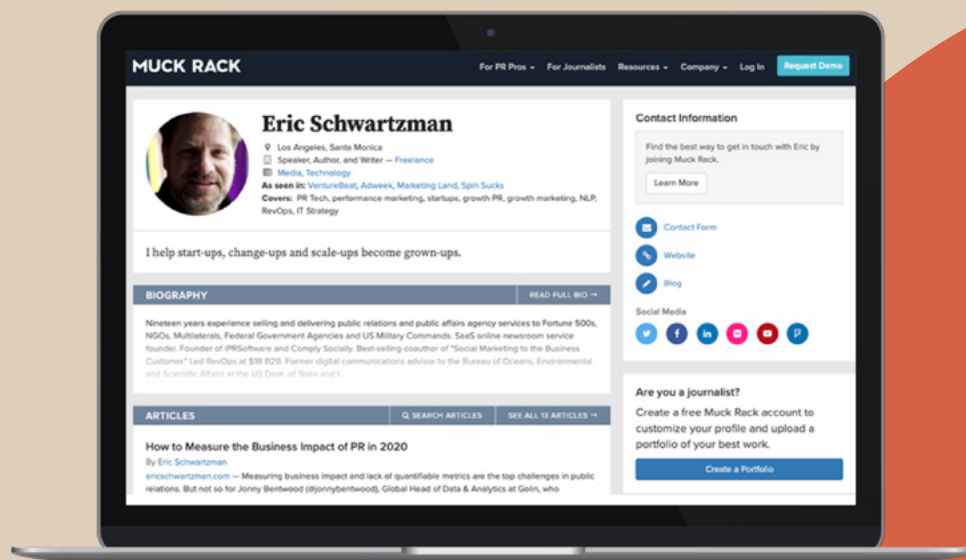 MUCK RACK
For PR Pros For Journalists Resources Company Log In Request Demo
Eric Schwartzman
Los Angeles, Santa Monica
Speaker, Author, and Writer — Freelance
Media, Technology
As seen in: VentureBeat, Adweek, Marketing Land, Spin Sucks
Covers: PR Tech, performance marketing, startups, growth PR, growth marketing, NLP,
RevOps, IT Strategy
I help start-ups, change-ups and scale-ups become grown-ups.
BIOGRAPHY READ FULL BIO →
Nineteen years experience selling and delivering public relations and public affairs agency services to Fortune 500s,
NGOs, Multilaterals, Federal Government Agencies and US Military Commands. SaaS online newsroom service
founder. Founder of iPRSoftware and Comply Socially. Best-selling coauthor of "Social Marketing to the Business
Customer." Led RevOps at $1B B2B. Former digital communications advisor to the Bureau of Oceans, Environmental
and Scientific Affairs at the US Dept. of State and t...
ARTICLES SEARCH ARTICLES SEE ALL 13 ARTICLES →
How to Measure the Business Impact of PR in 2020
By Eric Schwartzman
ericschwartzman.com — Measuring business impact and lack of quantifiable metrics are the top challenges in public
relations. But not so for Jonny Bentwood (@jonnybentwood), Global Head of Data & Analytics at Golin, who
Contact Information
Find the best way to get in touch with Eric by
joining Muck Rack.
Learn More
Contact Form
Website
Blog
Social Media
Are you a journalist?
Create a free Muck Rack account to
customize your profile and upload a
portfolio of your best work.
Create a Portfolio